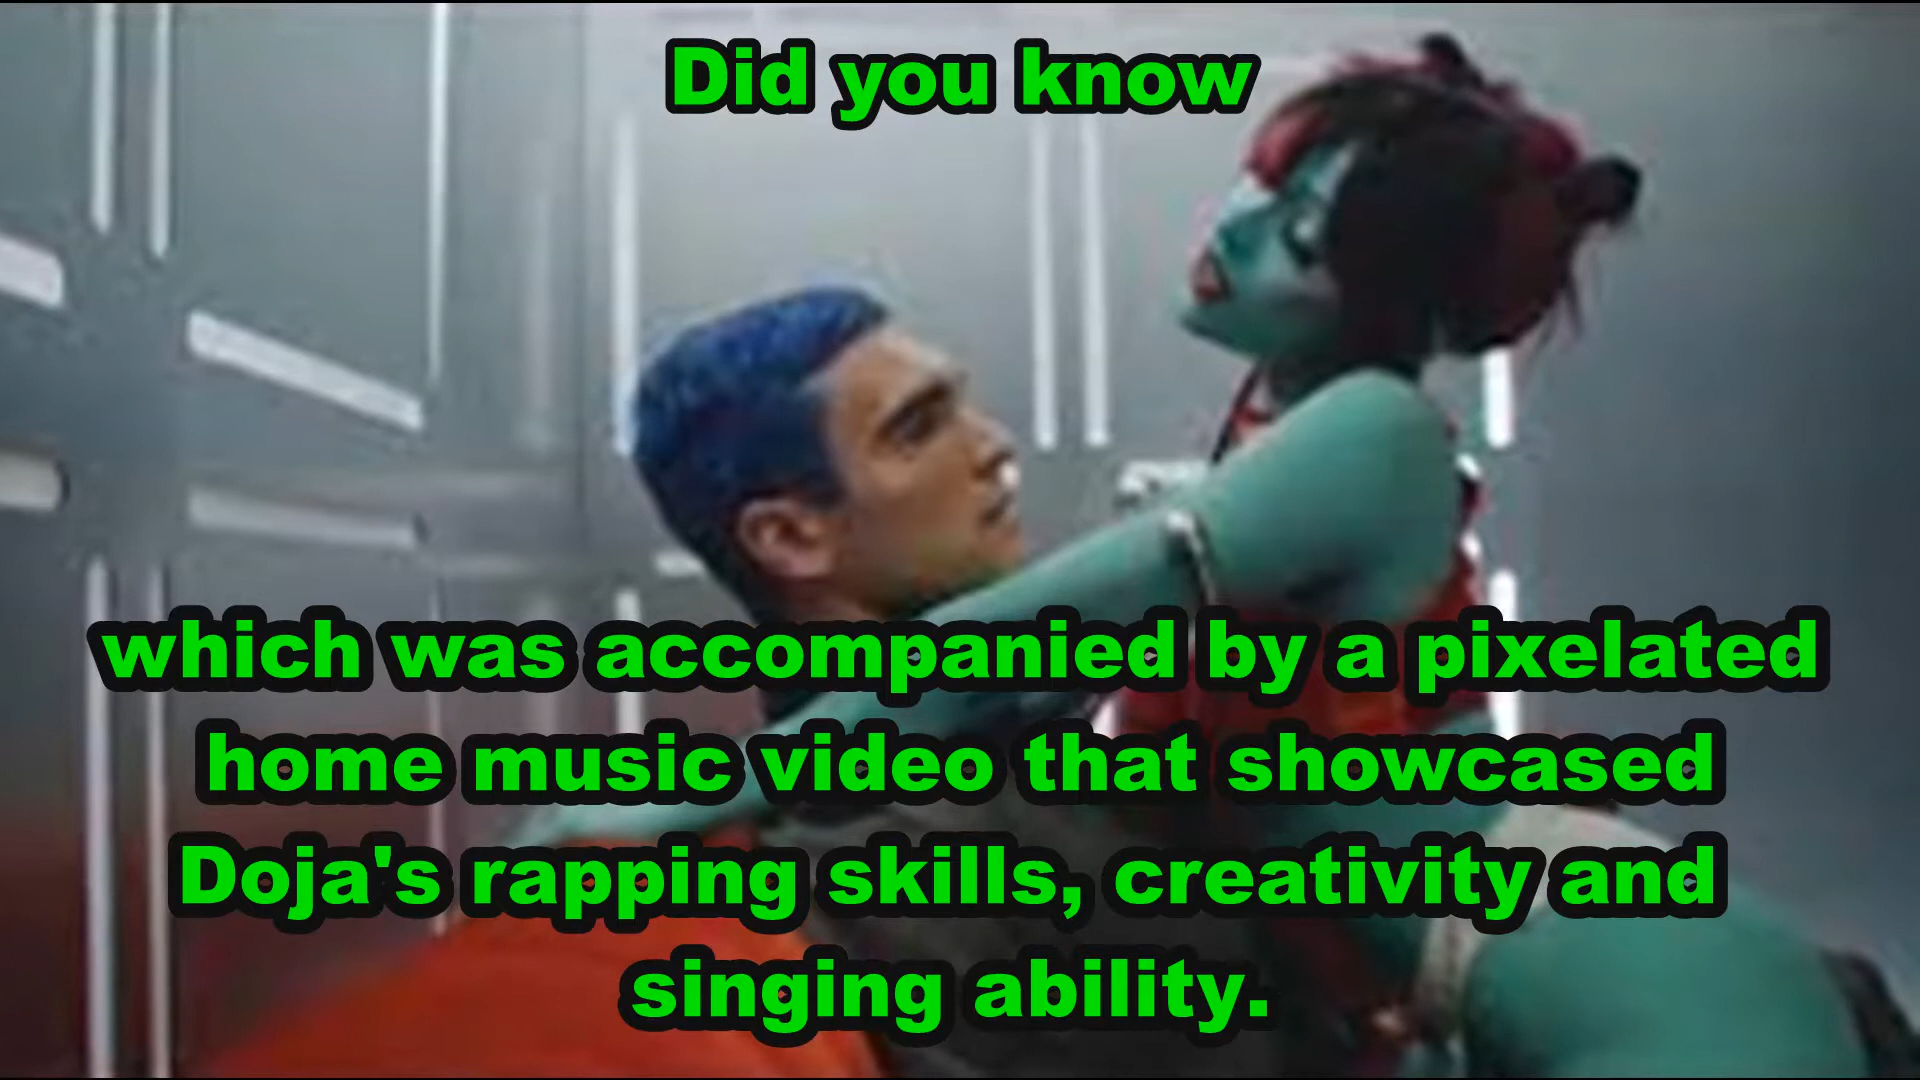 Did you know
which was accompanied by a pixelated
home music video that showcased
Doja's rapping skills, creativity and
singing ability.